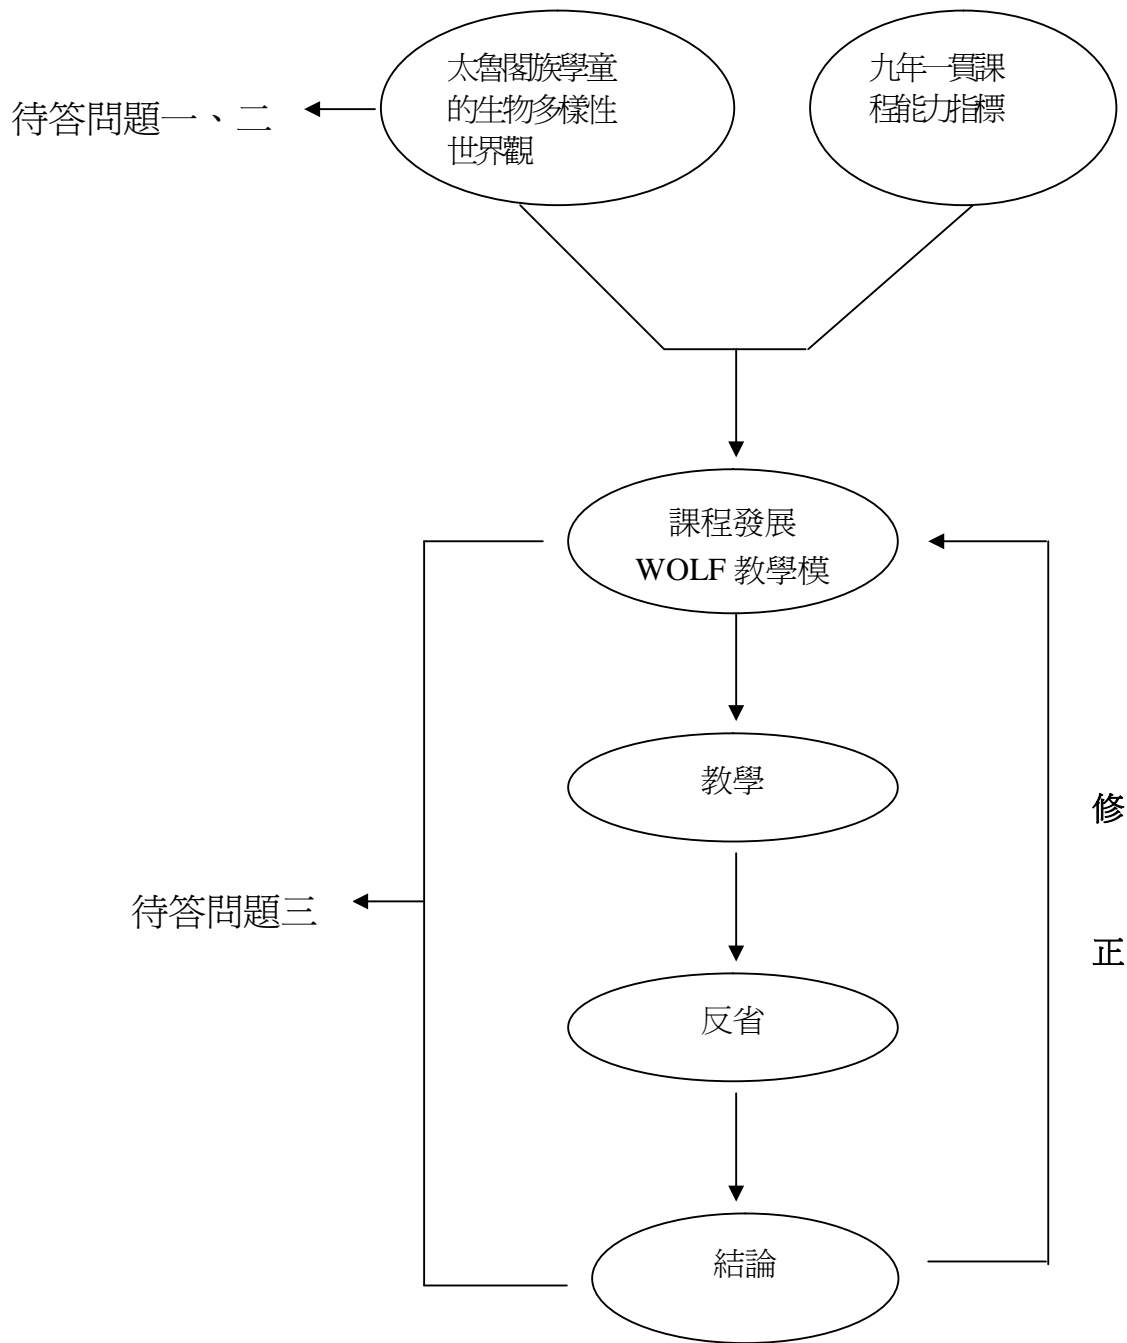 太魯閣族學童
的生物多樣性
世界觀
九年一貫課
程能力指標
待答問題一、二
課程發展
WOLF 教學模
教學
修
待答問題三
正
反省
結論